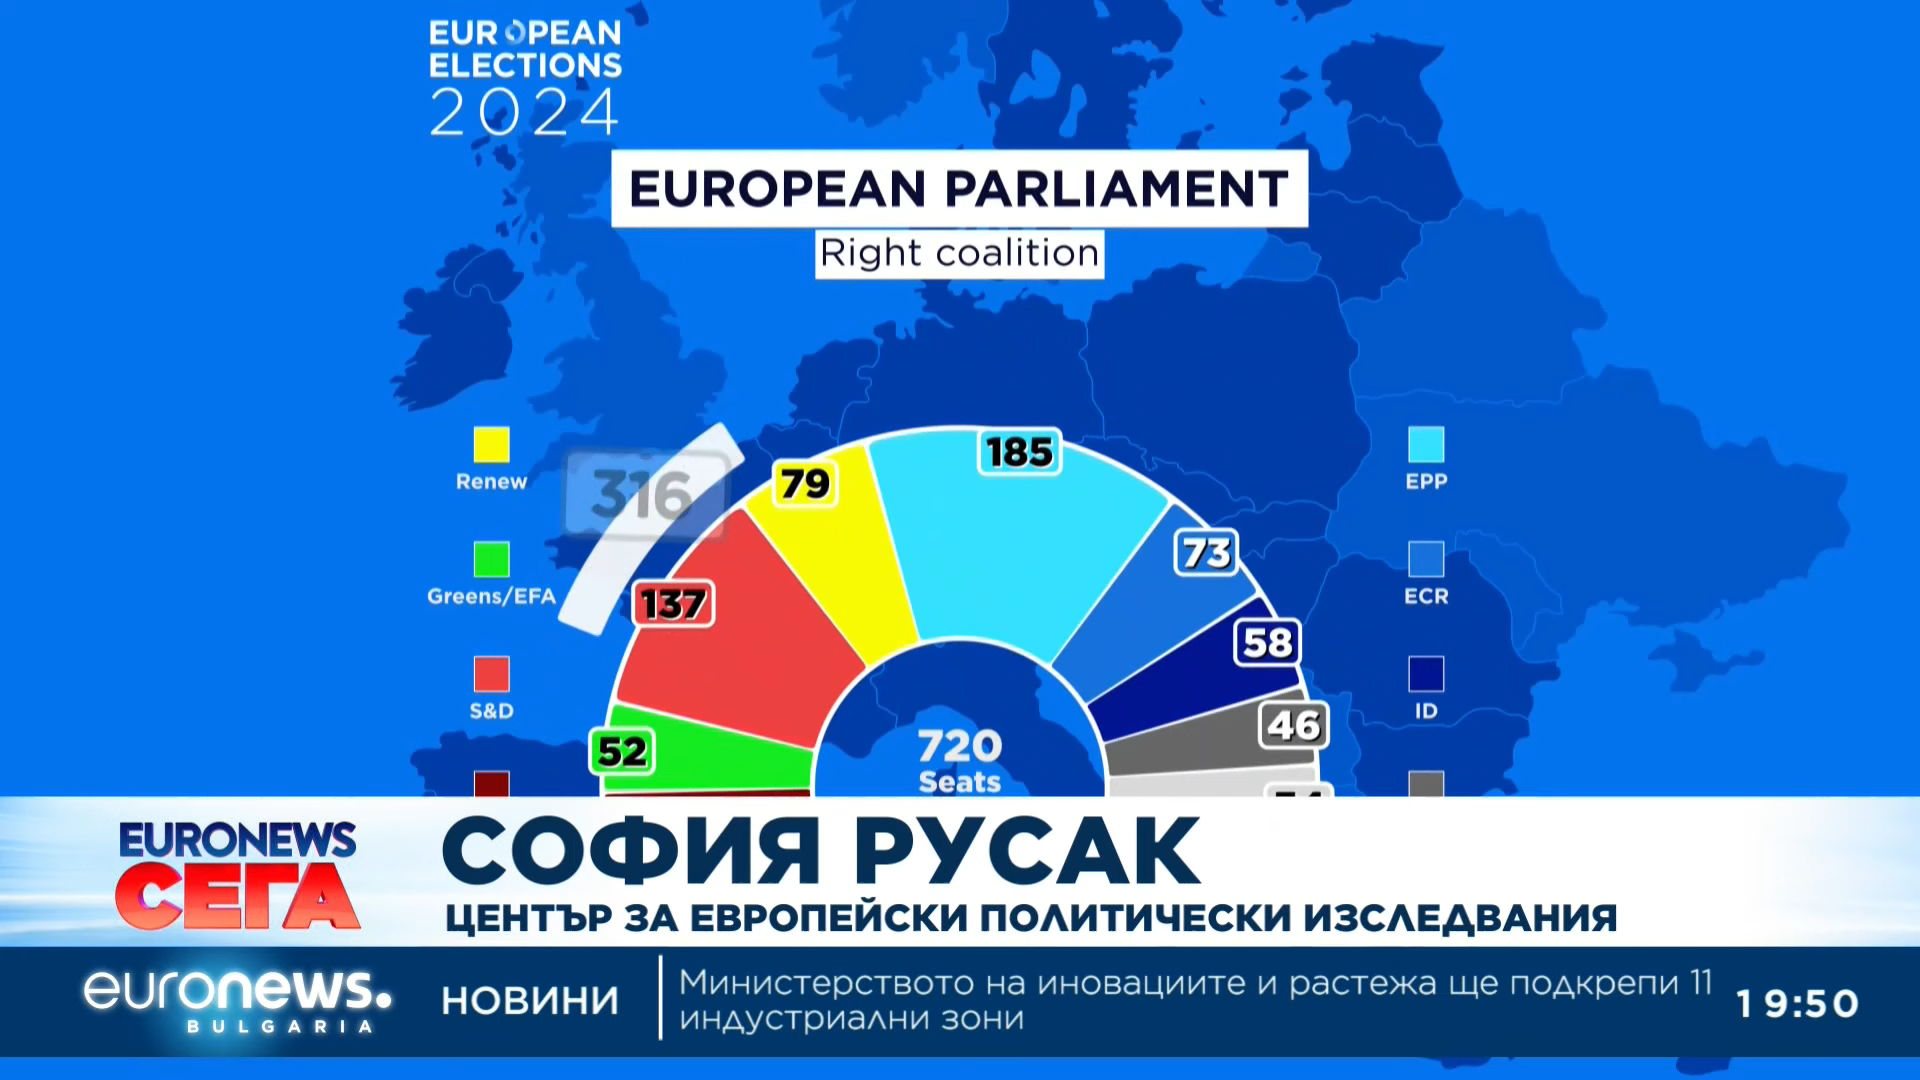 EUROPEAN
ELECTIONS
2024
EUROPEAN PARLIAMENT
Right coalition
Renew
Greens/EFA
S&D
316
79
185
137
73
58
52
46
720
Seats
EPP
ECR
ID
EURONEWS
СЕГА
СОФИЯ РУСАК
ЦЕНТЪР ЗА ЕВРОПЕЙСКИ ПОЛИТИЧЕСКИ ИЗСЛЕДВАНИЯ
euronews.
BULGARIA
НОВИНИ
Министерството на иновациите и растежа ще подкрепи 11
индустриални зони
19:50